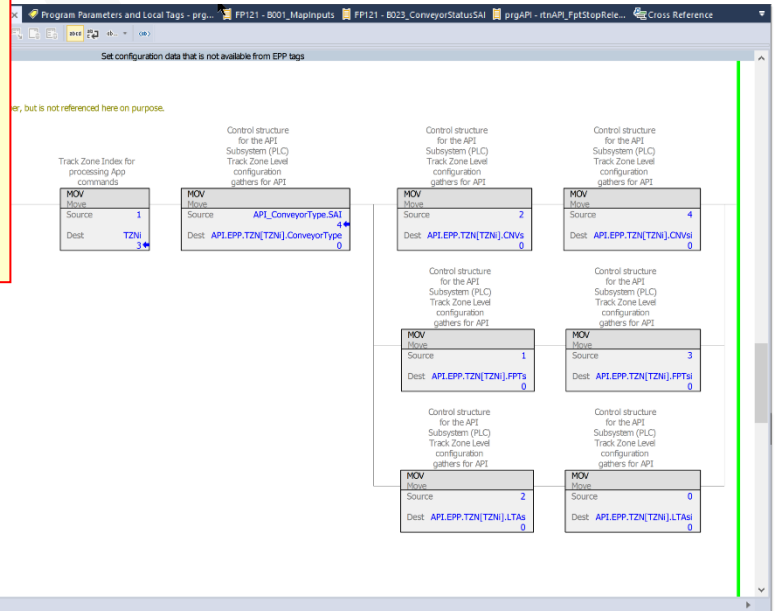 Program Parameters and Local Tags - prg...
FP121 - B001_MapInputs
FP121 - B023_ConveyorStatusSAI
prgAPI - rtnAPI_FptStopRele...
Cross Reference
Set configuration data that is not available from EPP tags
er, but is not referenced here on purpose.
Track Zone Index for
processing App
commands
MOV
Move
Source 1
Dest TZNi
3
Control structure
for the API
Subsystem (PLC)
Track Zone Level
configuration
gathers for API
MOV
Move
Source API_ConveyorType.SAI
4
Dest API.EPP.TZN[TZNi].ConveyorType
0
Control structure
for the API
Subsystem (PLC)
Track Zone Level
configuration
gathers for API
MOV
Move
Source 2
Dest API.EPP.TZN[TZNi].CNVs
0
Control structure
for the API
Subsystem (PLC)
Track Zone Level
configuration
gathers for API
MOV
Move
Source 4
Dest API.EPP.TZN[TZNi].CNVsi
0
Control structure
for the API
Subsystem (PLC)
Track Zone Level
configuration
gathers for API
MOV
Move
Source 1
Dest API.EPP.TZN[TZNi].FPTs
0
Control structure
for the API
Subsystem (PLC)
Track Zone Level
configuration
gathers for API
MOV
Move
Source 3
Dest API.EPP.TZN[TZNi].FPTsi
0
Control structure
for the API
Subsystem (PLC)
Track Zone Level
configuration
gathers for API
MOV
Move
Source 2
Dest API.EPP.TZN[TZNi].LTAs
0
Control structure
for the API
Subsystem (PLC)
Track Zone Level
configuration
gathers for API
MOV
Move
Source 0
Dest API.EPP.TZN[TZNi].LTAsi
0